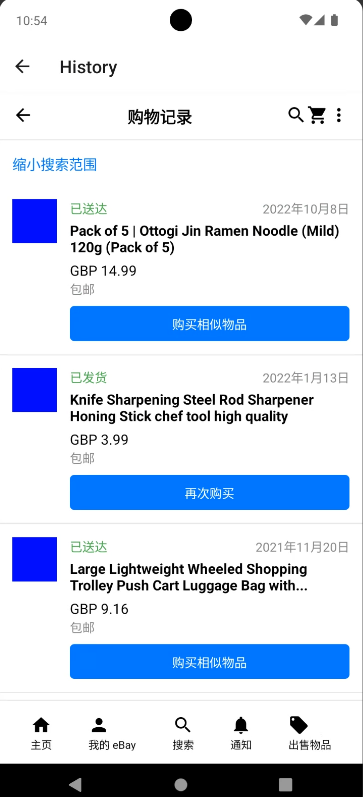 10:54
History
购物记录
缩小搜索范围
已送达 2022年10月8日
Pack of 5 | Ottogi Jin Ramen Noodle (Mild)
120g (Pack of 5)
GBP 14.99
包邮
购买相似物品
已发货 2022年1月13日
Knife Sharpening Steel Rod Sharpener
Honing Stick chef tool high quality
GBP 3.99
包邮
再次购买
已送达 2021年11月20日
Large Lightweight Wheeled Shopping
Trolley Push Cart Luggage Bag with...
GBP 9.16
包邮
购买相似物品
主页 我的 eBay 搜索 通知 出售物品